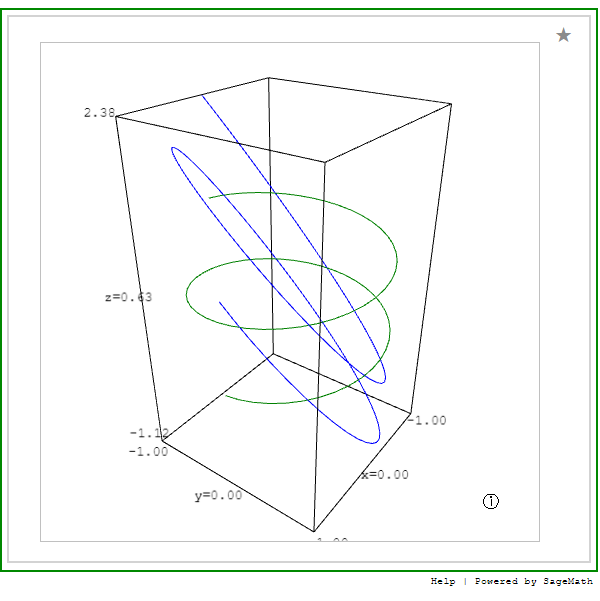 2.38
z=0.63
-1.12
-1.00
-1.00
x=0.00
y=0.00
Help | Powered by SageMath